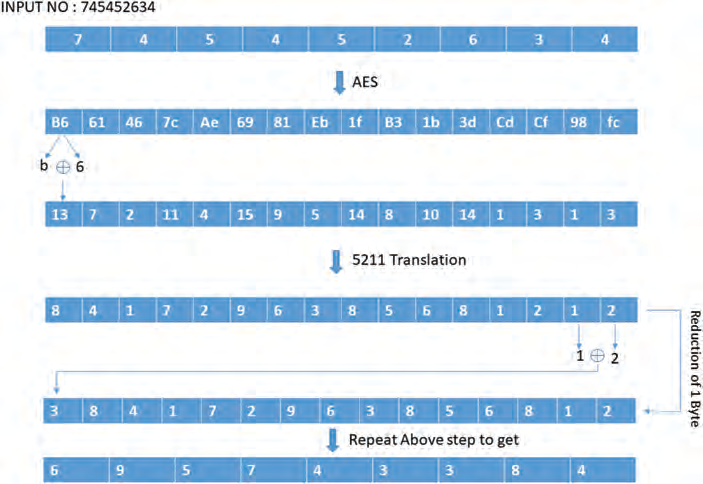 INPUT NO : 745452634
7 4 5 4 5 2 6 3 4
AES
B6 61 46 7c Ae 69 81 Eb 1f B3 1b 3d Cd Cf 98 fc
b ⊕ 6
13 7 2 11 4 15 9 5 14 8 10 14 1 3 1 3
5211 Translation
8 4 1 7 2 9 6 3 8 5 6 8 1 2 1 2
1 ⊕ 2
Reduction of 1 Byte
3 8 4 1 7 2 9 6 3 8 5 6 8 1 2
Repeat Above step to get
6 9 5 7 4 3 3 8 4